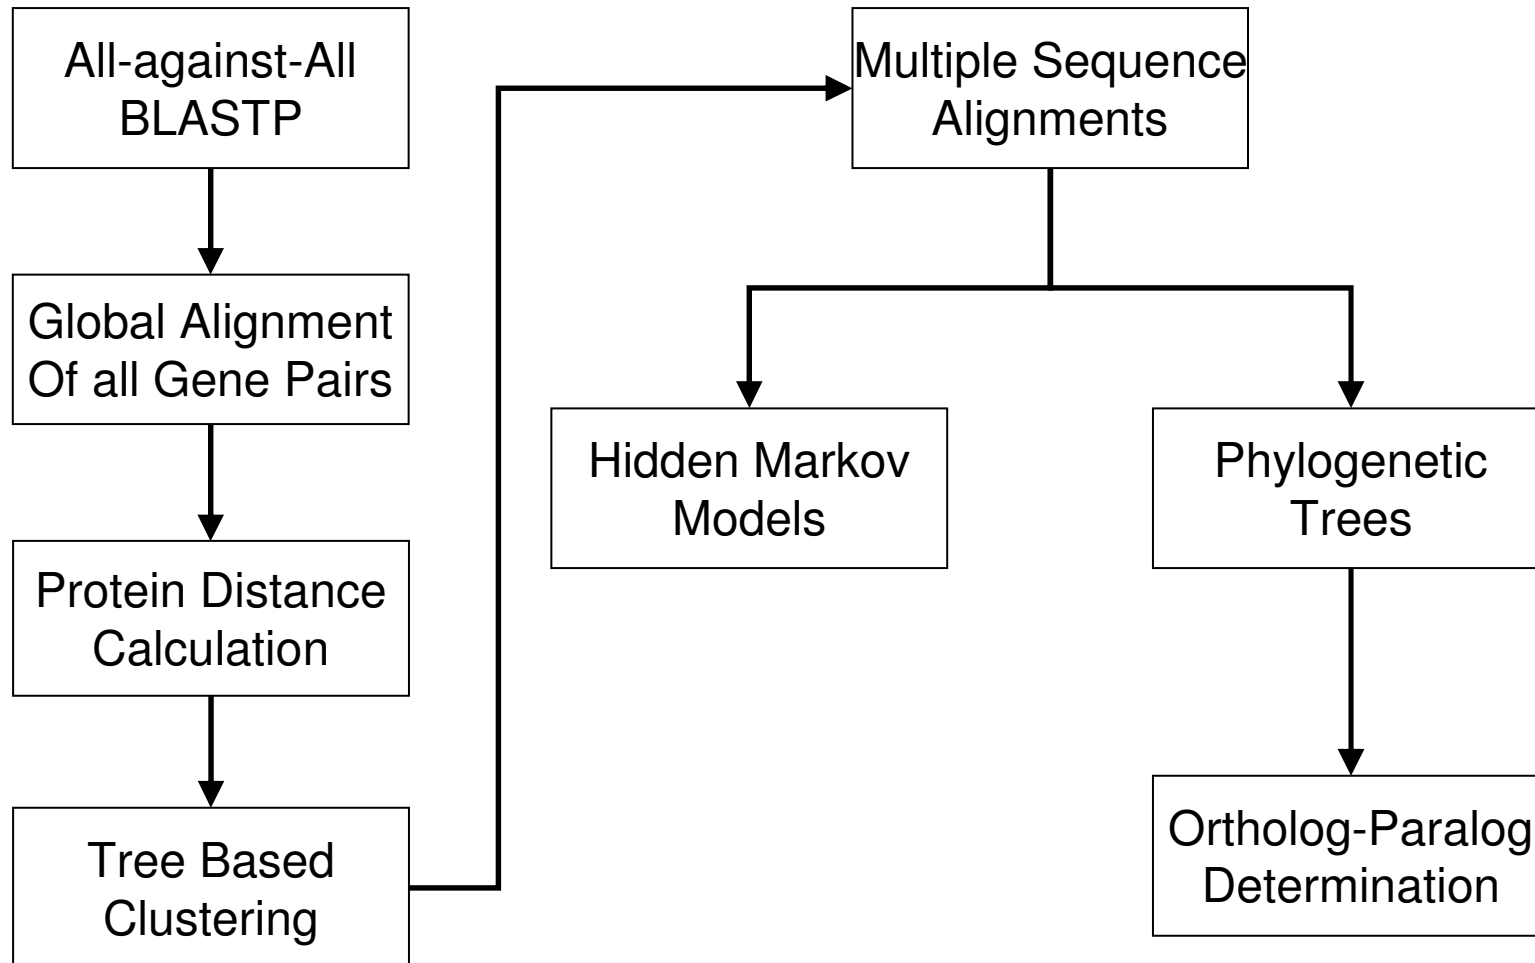 All-against-All
BLASTP
Global Alignment
Of all Gene Pairs
Protein Distance
Calculation
Tree Based
Clustering
Multiple Sequence
Alignments
Hidden Markov
Models
Phylogenetic
Trees
Ortholog-Paralog
Determination